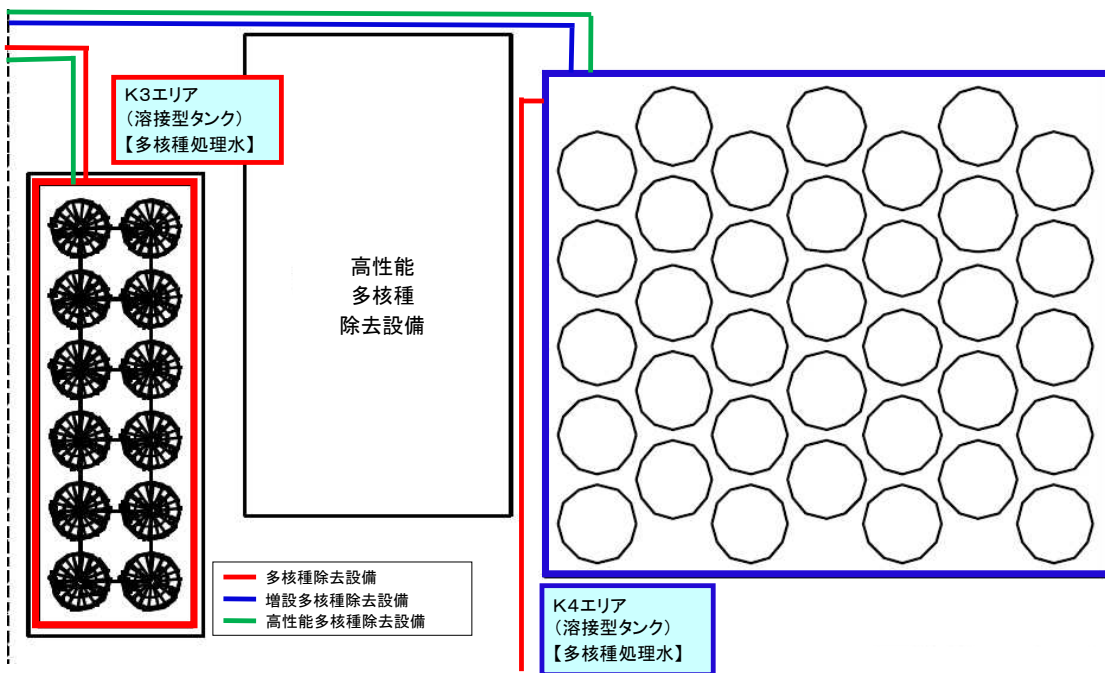 K3エリア
（溶接型タンク）
【多核種処理水】
高性能
多核種
除去設備
多核種除去設備
増設多核種除去設備
高性能多核種除去設備
K4エリア
（溶接型タンク）
【多核種処理水】